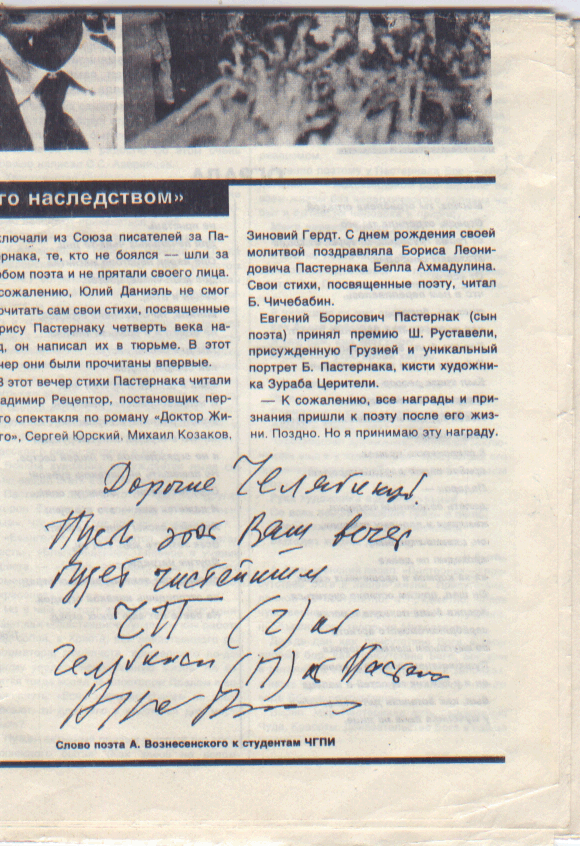 го наследством»
ключали из Союза писателей за Па-
ернака, те, кто не боялся — шли за
обом поэта и не прятали своего лица.
сожалению, Юлий Даниэль не смог
очитать сам свои стихи, посвященные
рису Пастернаку четверть века на-
д, он написал их в тюрьме. В этот
чер они были прочитаны впервые.
В этот вечер стихи Пастернака читали
адимир Рецептор, постановщик пер-
го спектакля по роману «Доктор Жи-
го», Сергей Юрский, Михаил Козаков,
Зиновий Гердт. С днем рождения своей
молитвой поздравляла Бориса Леони-
довича Пастернака Белла Ахмадулина.
Свои стихи, посвященные поэту, читал
Б. Чичебабин.
Евгений Борисович Пастернак (сын
поэта) принял премию Ш. Руставели,
присужденную Грузией и уникальный
портрет Б. Пастернака, кисти художни-
ка Зураба Церители.
— К сожалению, все награды и при-
знания пришли к поэту после его жиз-
ни. Поздно. Но я принимаю эту награду.
Дорогие Челябинцы!
Пусть этот Ваш вечер
будет чистейшим
ЧП (Ч) от
Челябинск (П) от Пастернак
Слово поэта А. Вознесенского к студентам ЧГПИ